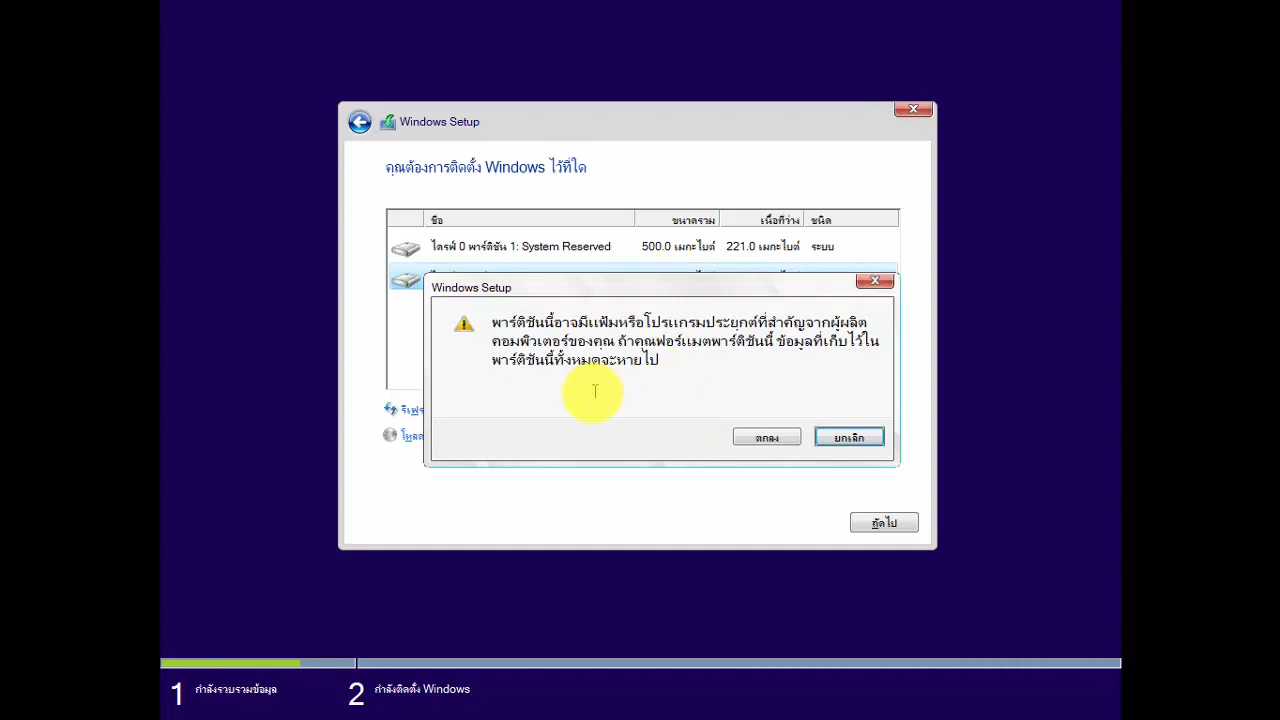 Windows Setup
คุณต้องการติดตั้ง Windows ไว้ที่ใด
ชื่อ ขนาดรวม เนื้อที่ว่าง ชนิด
ไดรฟ์ 0 พาร์ติชัน 1: System Reserved 500.0 เมกะไบต์ 221.0 เมกะไบต์ ระบบ
Windows Setup
พาร์ติชันนี้อาจมีแฟ้มหรือโปรแกรมประยุกต์ที่สำคัญจากผู้ผลิต
คอมพิวเตอร์ของคุณ ถ้าคุณฟอร์แมตพาร์ติชันนี้ ข้อมูลที่เก็บไว้ใน
พาร์ติชันนี้ทั้งหมดจะหายไป
ตกลง ยกเลิก
ถัดไป
1 กำลังรวบรวมข้อมูล 2 กำลังติดตั้ง Windows